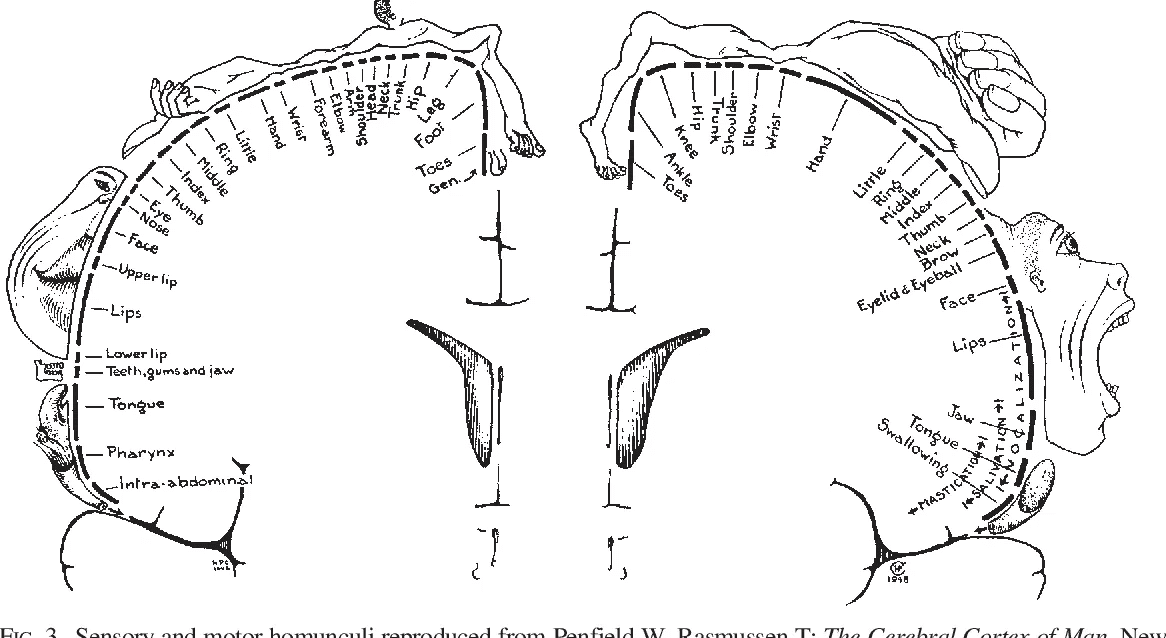 Intra-abdominal
Pharynx
Tongue
Teeth, gums and jaw
Lower lip
Lips
Upper lip
Face
Nose
Eye
Thumb
Index
Middle
Ring
Little
Hand
Wrist
Forearm
Elbow
Arm
Shoulder
Head
Neck
Trunk
Hip
Leg
Foot
Toes
Gen.
Toes
Ankle
Knee
Hip
Trunk
Shoulder
Elbow
Wrist
Hand
Little
Ring
Middle
Index
Thumb
Neck
Brow
Eyelid & Eyeball
Face
Lips
Jaw
Tongue
Swallowing
MASTICATION
SALIVATION
VOCALIZATION
1948
FIG. 3. Sensory and motor homunculi reproduced from Penfield W, Rasmussen T: The Cerebral Cortex of Man. New